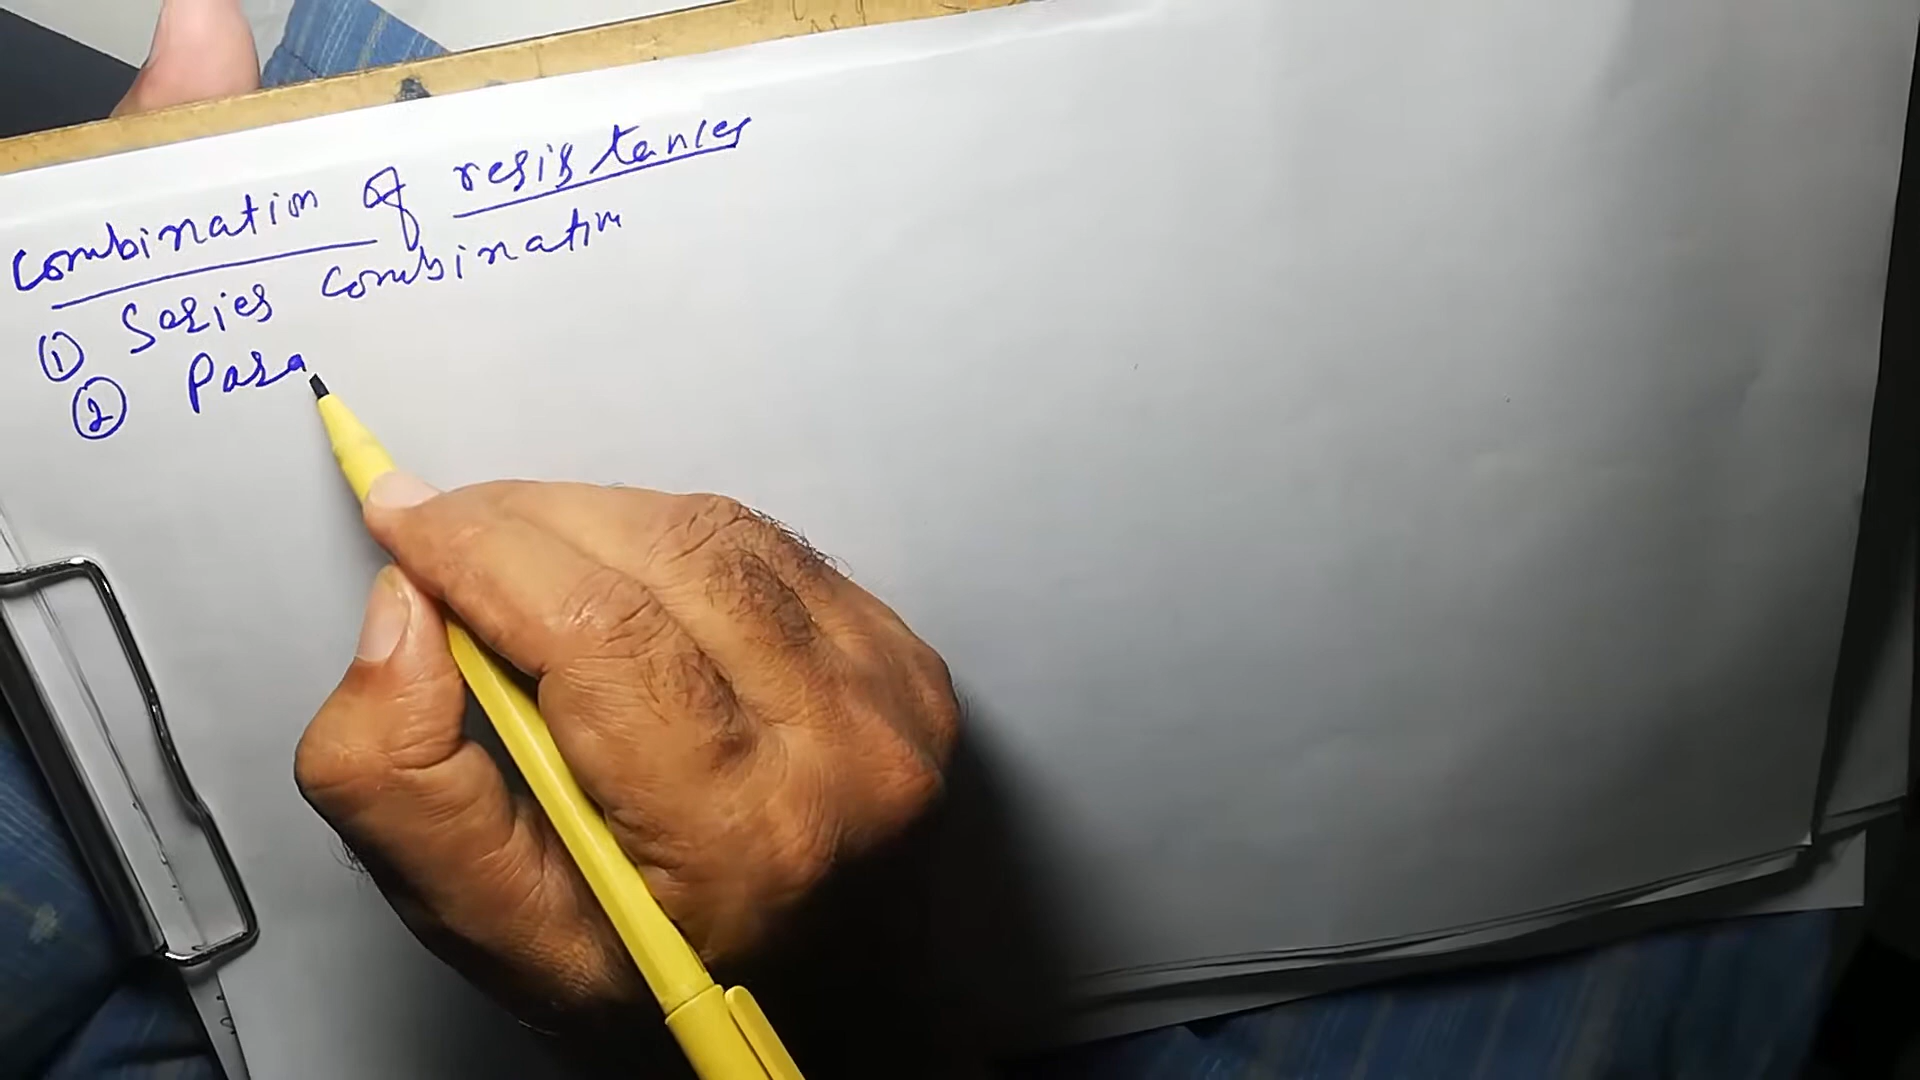 Combination of resistances
① Series combination
② Para